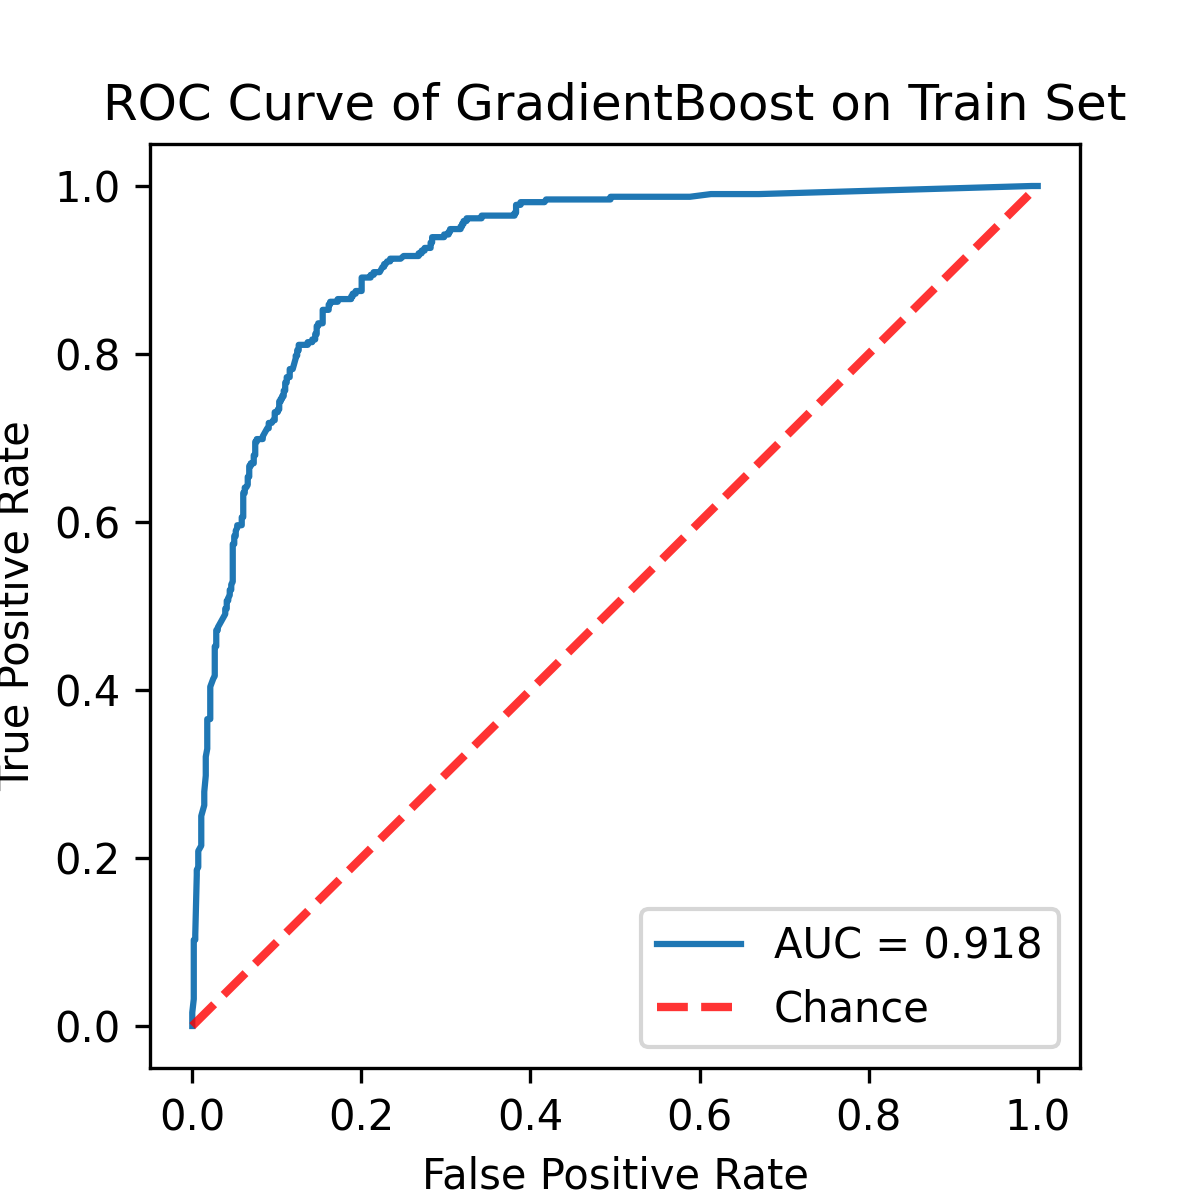 ROC Curve of GradientBoost on Train Set
True Positive Rate
1.0
0.8
0.6
0.4
0.2
0.0
AUC = 0.918
Chance
0.0 0.2 0.4 0.6 0.8 1.0
False Positive Rate